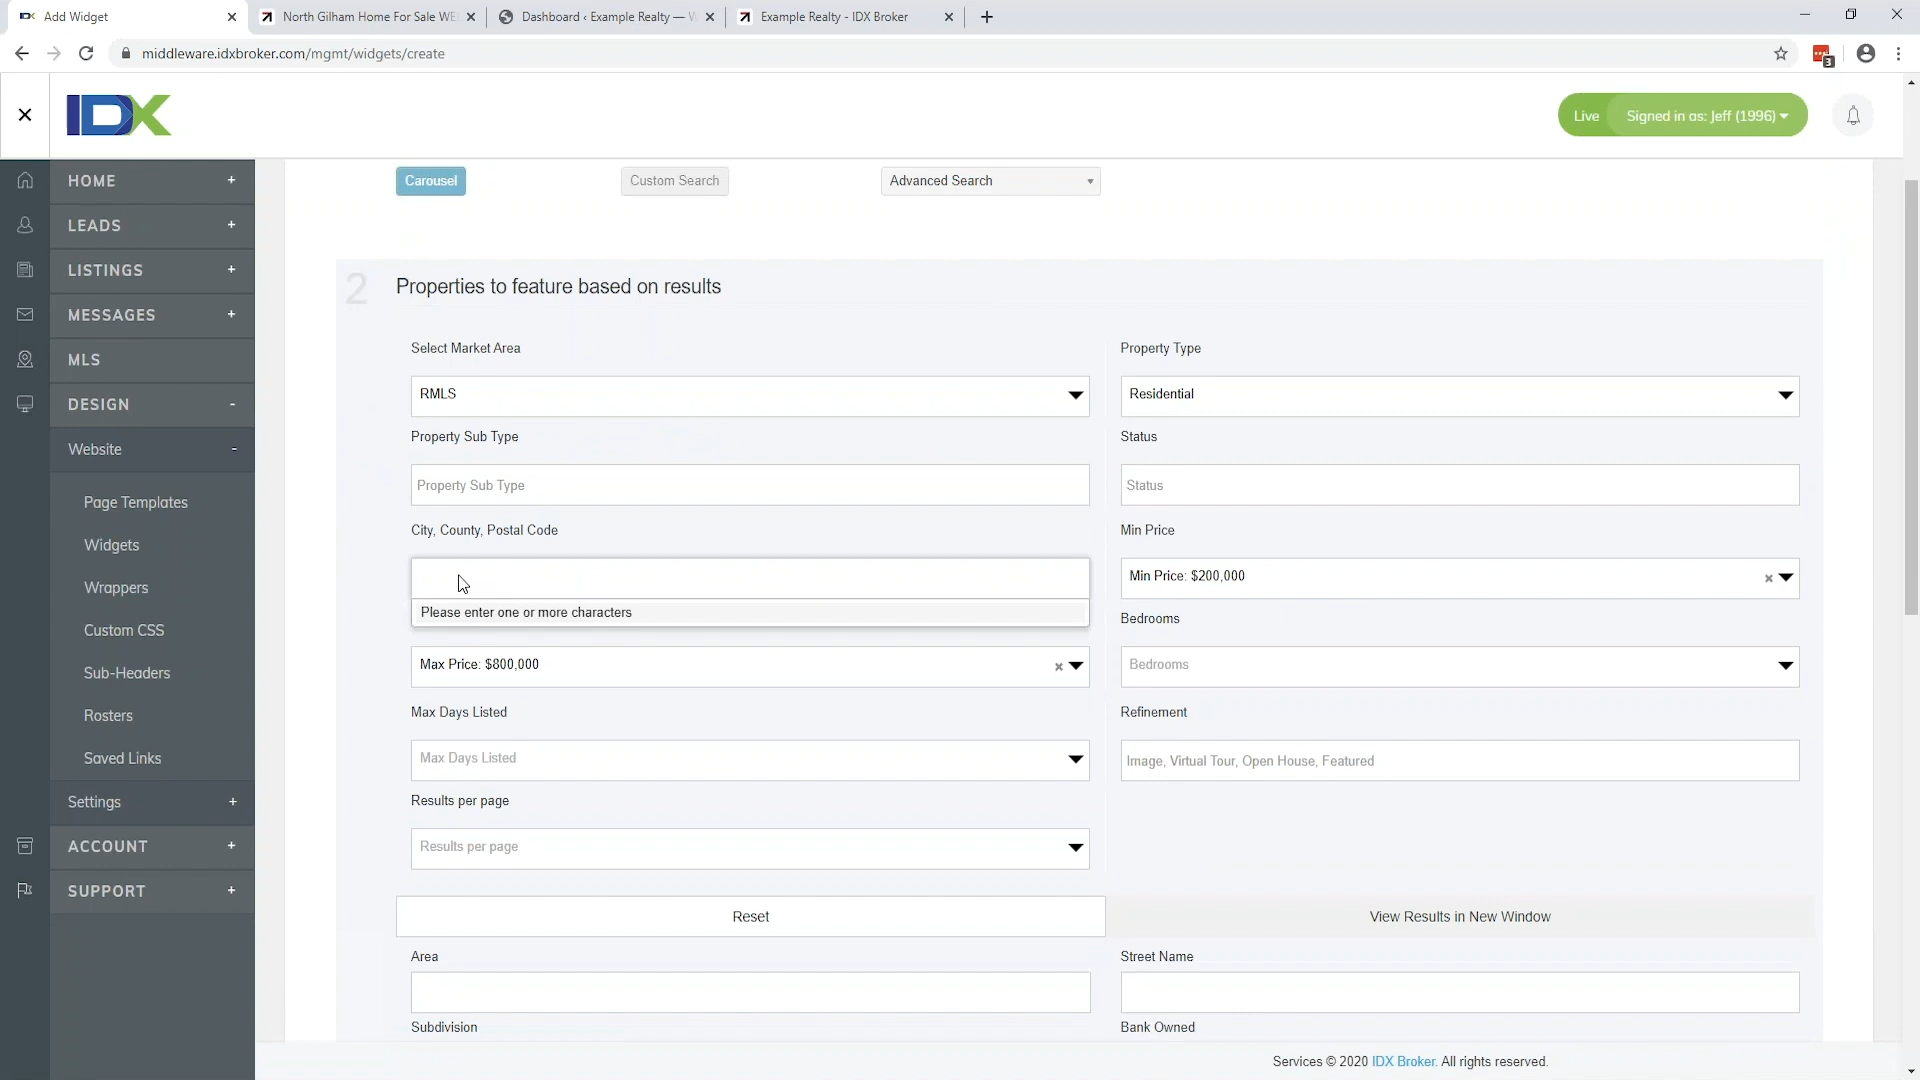 Add Widget
North Gilham Home For Sale WE
Dashboard ‹ Example Realty — W
Example Realty - IDX Broker
middleware.idxbroker.com/mgmt/widgets/create
3
IDX
Live
Signed in as: Jeff (1996)
HOME +
LEADS +
LISTINGS +
MESSAGES +
MLS
DESIGN -
Website -
Page Templates
Widgets
Wrappers
Custom CSS
Sub-Headers
Rosters
Saved Links
Settings +
ACCOUNT +
SUPPORT +
Carousel
Custom Search
Advanced Search
2 Properties to feature based on results
Select Market Area
Property Type
RMLS
Residential
Property Sub Type
Status
Property Sub Type
Status
City, County, Postal Code
Min Price
Min Price: $200,000
Please enter one or more characters
Bedrooms
Max Price: $800,000
Bedrooms
Max Days Listed
Refinement
Max Days Listed
Image, Virtual Tour, Open House, Featured
Results per page
Results per page
Reset
View Results in New Window
Area
Street Name
Subdivision
Bank Owned
Services © 2020 IDX Broker. All rights reserved.